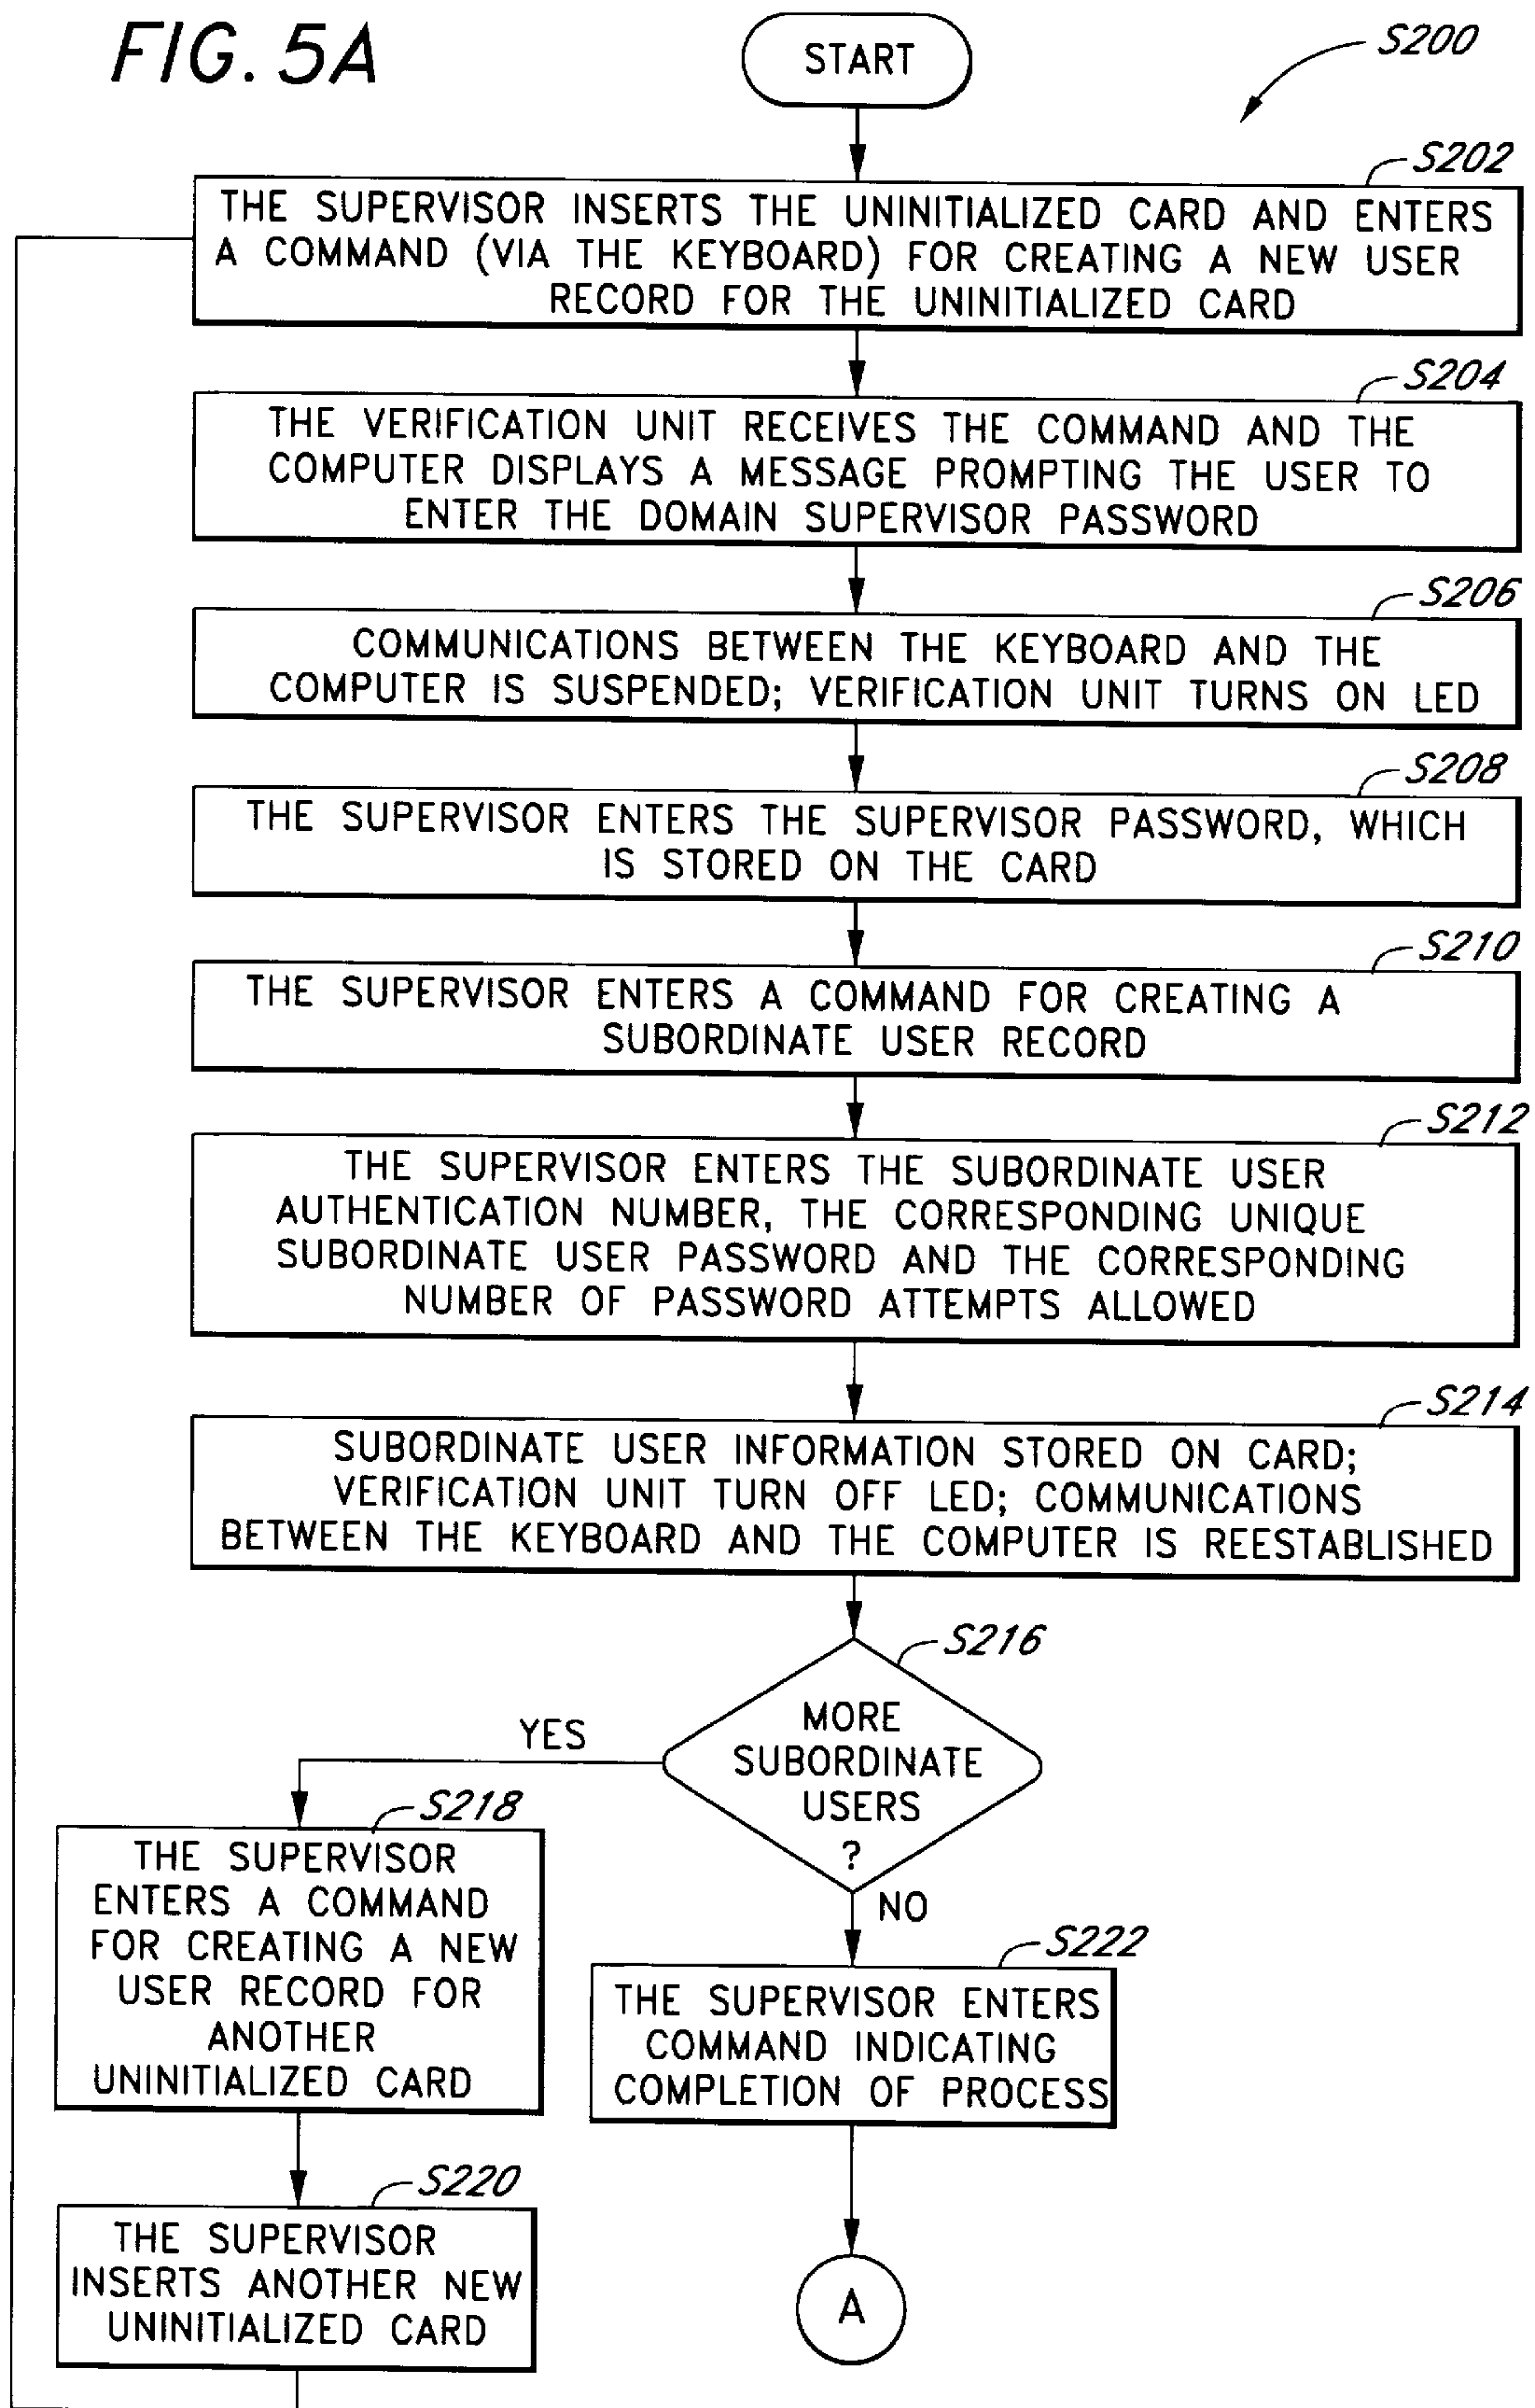 FIG. 5A
START
S200
S202
THE SUPERVISOR INSERTS THE UNINITIALIZED CARD AND ENTERS
A COMMAND (VIA THE KEYBOARD) FOR CREATING A NEW USER
RECORD FOR THE UNINITIALIZED CARD
S204
THE VERIFICATION UNIT RECEIVES THE COMMAND AND THE
COMPUTER DISPLAYS A MESSAGE PROMPTING THE USER TO
ENTER THE DOMAIN SUPERVISOR PASSWORD
S206
COMMUNICATIONS BETWEEN THE KEYBOARD AND THE
COMPUTER IS SUSPENDED; VERIFICATION UNIT TURNS ON LED
S208
THE SUPERVISOR ENTERS THE SUPERVISOR PASSWORD, WHICH
IS STORED ON THE CARD
S210
THE SUPERVISOR ENTERS A COMMAND FOR CREATING A
SUBORDINATE USER RECORD
S212
THE SUPERVISOR ENTERS THE SUBORDINATE USER
AUTHENTICATION NUMBER, THE CORRESPONDING UNIQUE
SUBORDINATE USER PASSWORD AND THE CORRESPONDING
NUMBER OF PASSWORD ATTEMPTS ALLOWED
S214
SUBORDINATE USER INFORMATION STORED ON CARD;
VERIFICATION UNIT TURN OFF LED; COMMUNICATIONS
BETWEEN THE KEYBOARD AND THE COMPUTER IS REESTABLISHED
S216
MORE
SUBORDINATE
USERS
?
YES
NO
S218
THE SUPERVISOR
ENTERS A COMMAND
FOR CREATING A NEW
USER RECORD FOR
ANOTHER
UNINITIALIZED CARD
S222
THE SUPERVISOR ENTERS
COMMAND INDICATING
COMPLETION OF PROCESS
S220
THE SUPERVISOR
INSERTS ANOTHER NEW
UNINITIALIZED CARD
A